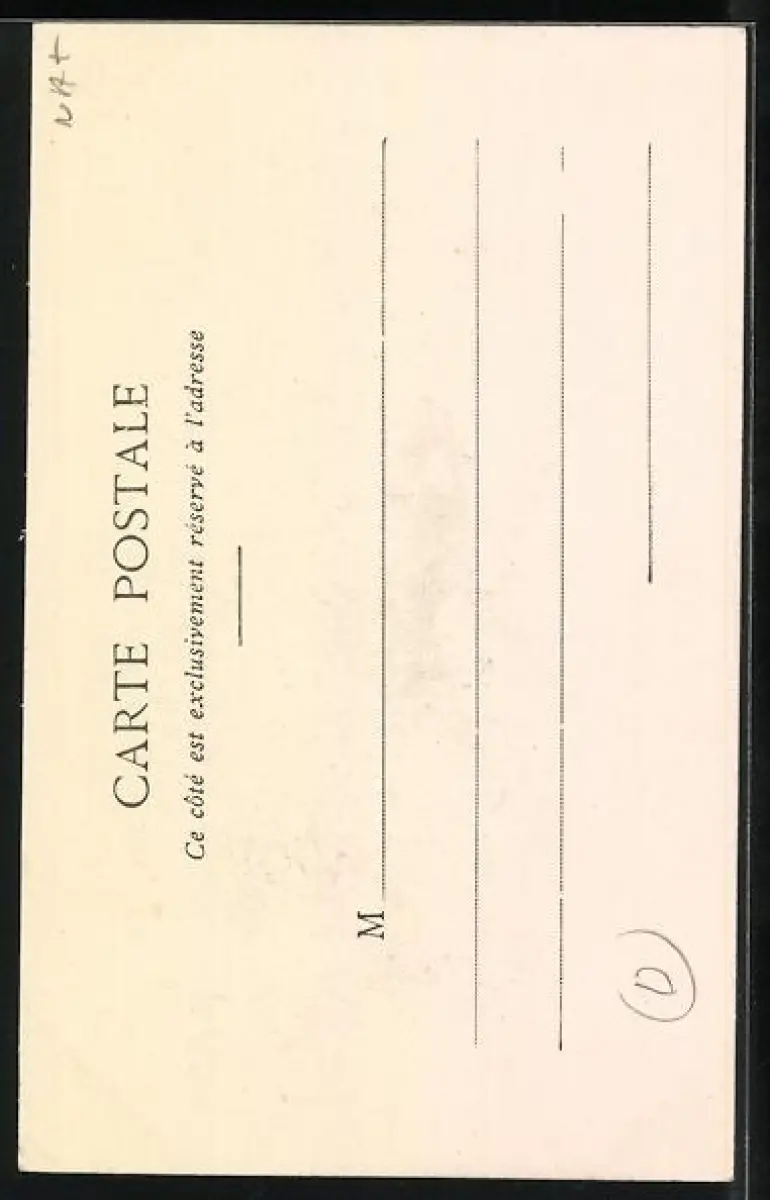 CARTE POSTALE
Ce côté est exclusivement réservé à l'adresse
M
D